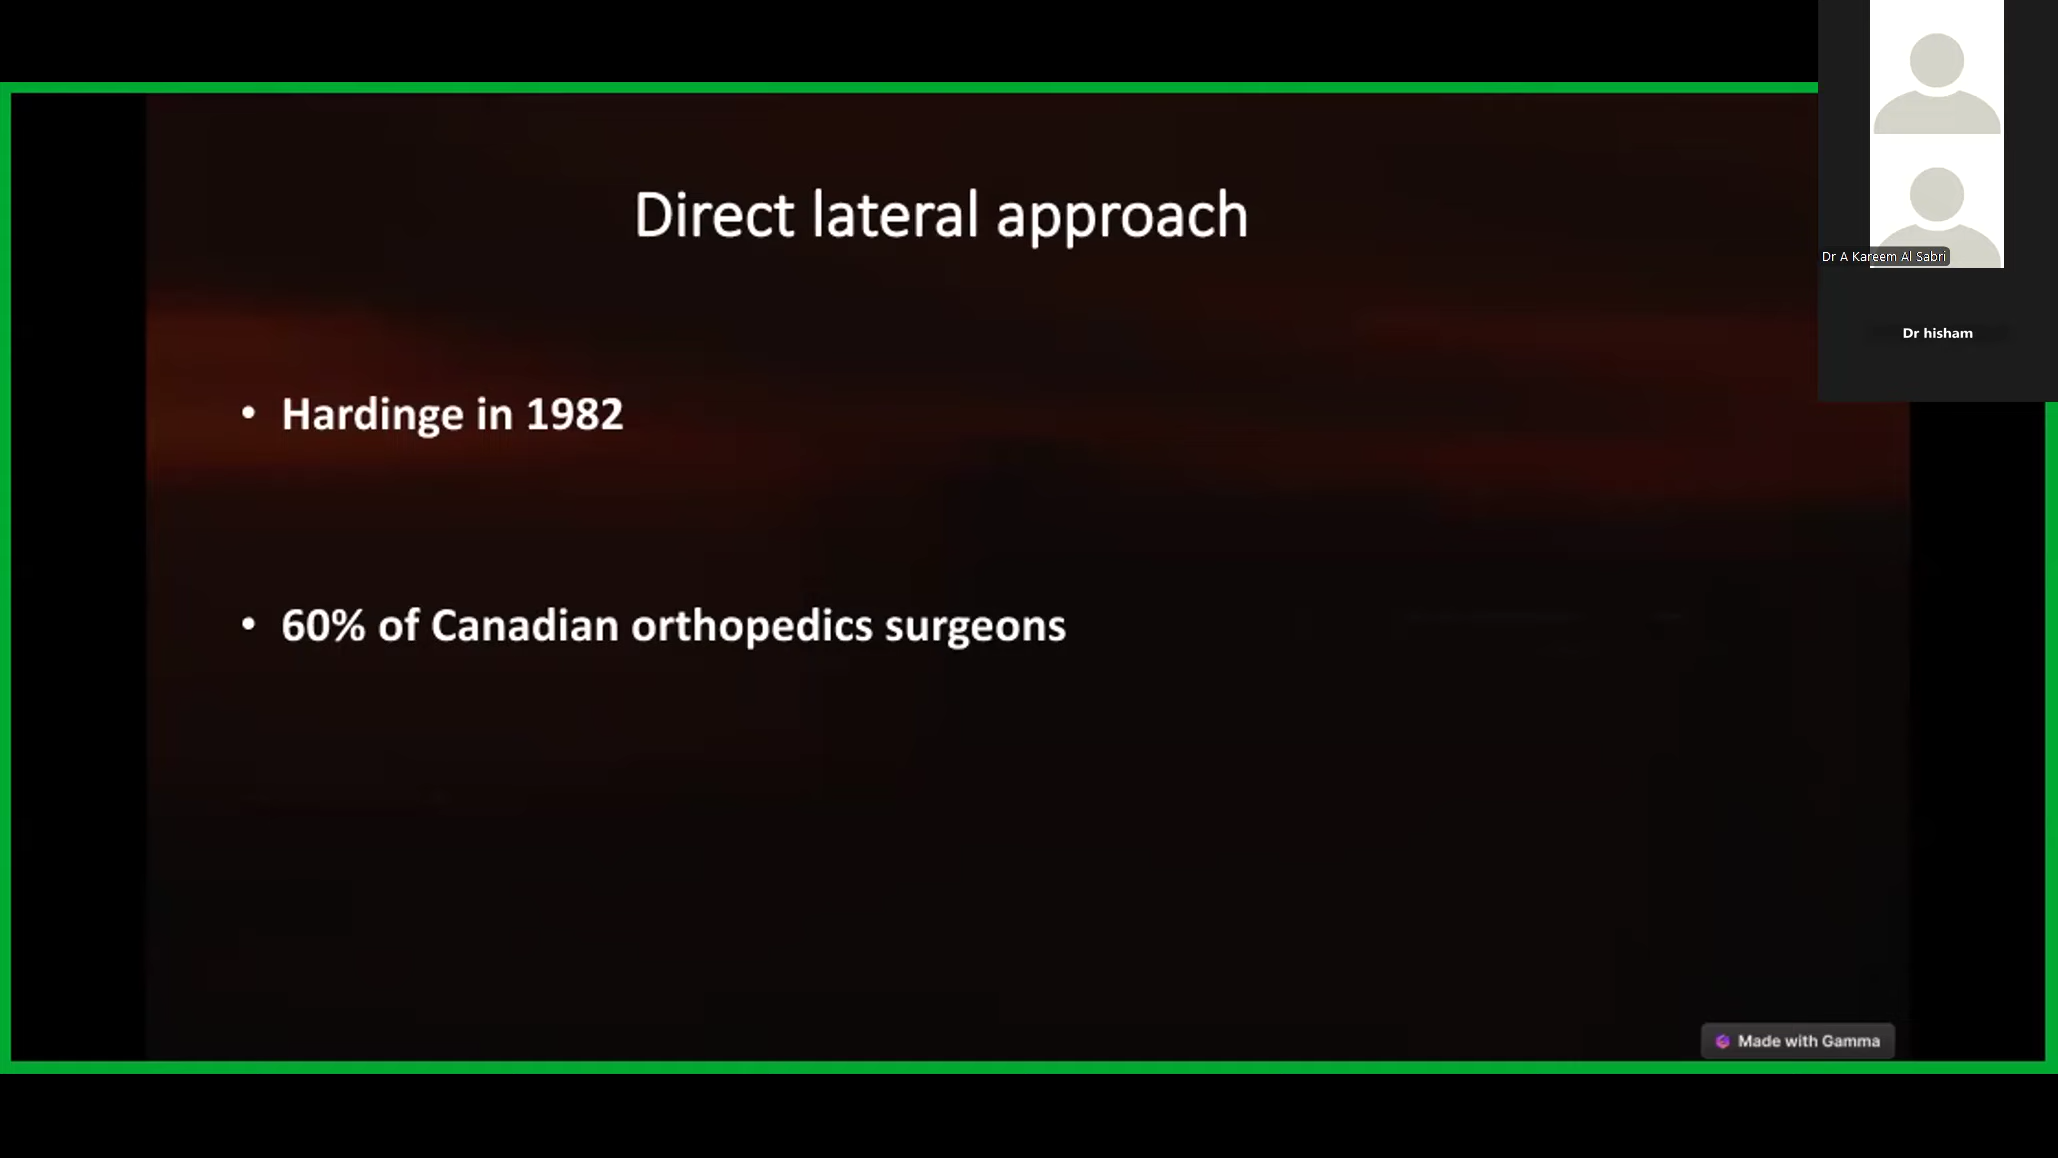 Direct lateral approach
• Hardinge in 1982
• 60% of Canadian orthopedics surgeons
Dr A Kareem Al Sabri
Dr hisham
Made with Gamma